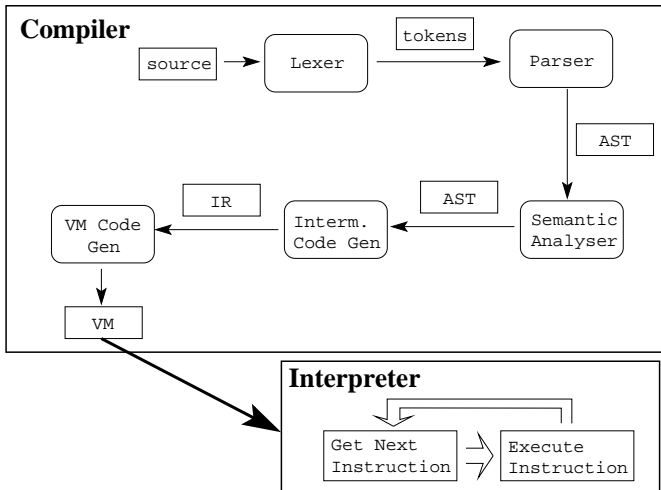 Compiler
source
Lexer
tokens
Parser
AST
Semantic
Analyser
AST
Interm.
Code Gen
IR
VM Code
Gen
VM
Interpreter
Get Next
Instruction
Execute
Instruction